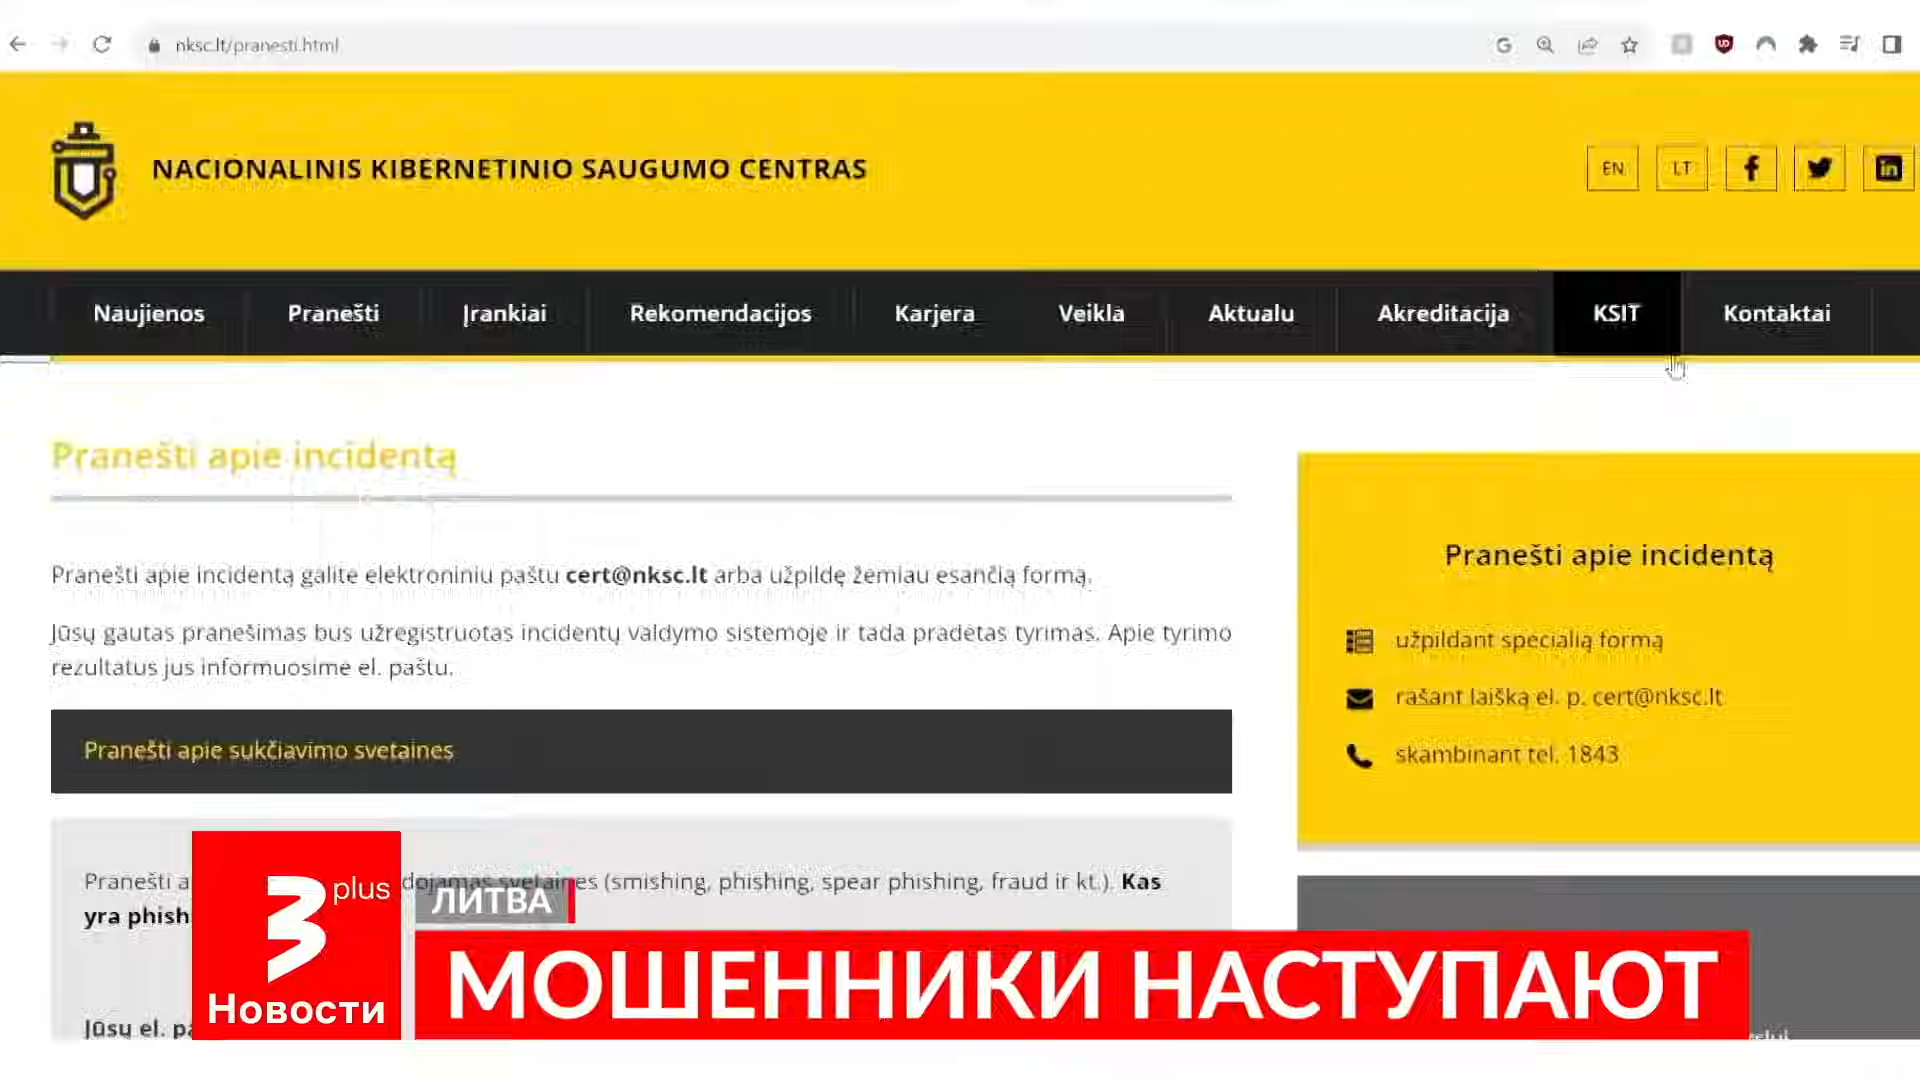 nksc.lt/pranesti.html
NACIONALINIS KIBERNETINIO SAUGUMO CENTRAS
EN
LT
Naujienos
Pranešti
Įrankiai
Rekomendacijos
Karjera
Veikla
Aktualu
Akreditacija
KSIT
Kontaktai
Pranešti apie incidentą
Pranešti apie incidentą galite elektroniniu paštu cert@nksc.lt arba užpildę žemiau esančią formą.
Jūsų gautas pranešimas bus užregistruotas incidentų valdymo sistemoje ir tada pradėtas tyrimas. Apie tyrimo
rezultatus jus informuosime el. paštu.
Pranešti apie sukčiavimo svetaines
Pranešti apie incidentą
užpildant specialią formą
rašant laišką el. p. cert@nksc.lt
skambinant tel. 1843
Pranešti svetaines (smishing, phishing, spear phishing, fraud ir kt.). Kas
yra
Jūsų el.
3 plus
Новости
ЛИТВА
МОШЕННИКИ НАСТУПАЮТ